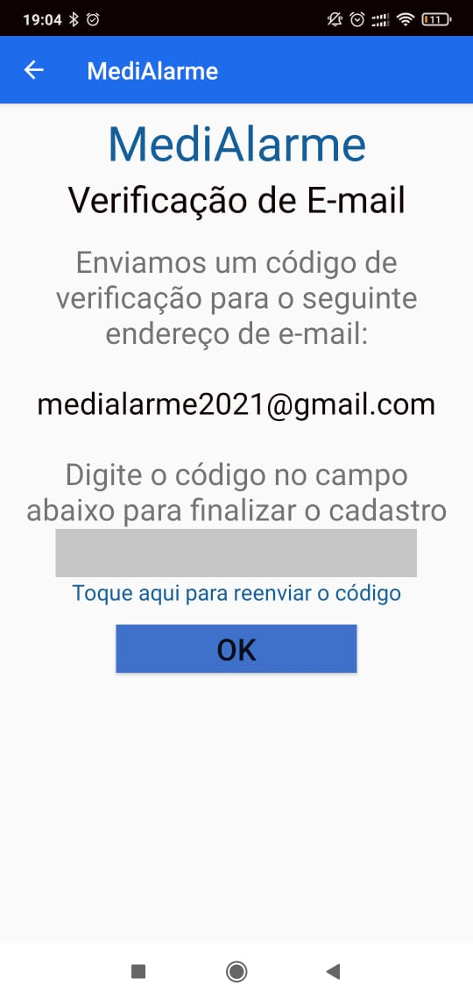 19:04
11
MediAlarme
MediAlarme
Verificação de E-mail
Enviamos um código de
verificação para o seguinte
endereço de e-mail:
medialarme2021@gmail.com
Digite o código no campo
abaixo para finalizar o cadastro
Toque aqui para reenviar o código
OK